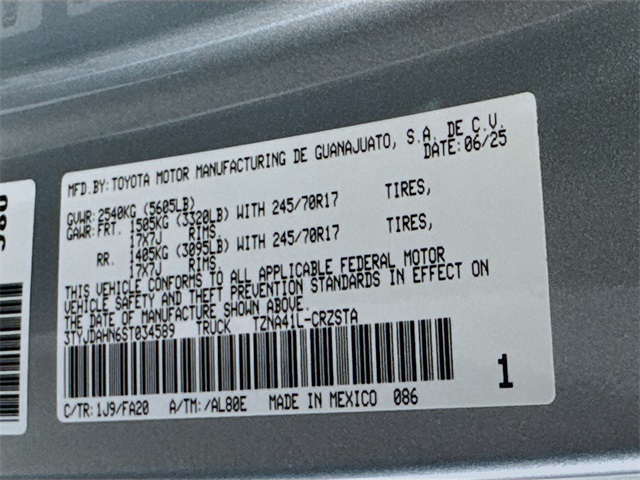 MFD.BY:TOYOTA MOTOR MANUFACTURING DE GUANAJUATO, S.A. DE C.V.
DATE:06/25
GVWR:2540KG (5605LB)
GAWR:FRT. 1505KG (3320LB) WITH 245/70R17 TIRES,
17X7J RIMS,
RR. 1405KG (3095LB) WITH 245/70R17 TIRES,
17X7J RIMS,
THIS VEHICLE CONFORMS TO ALL APPLICABLE FEDERAL MOTOR
VEHICLE SAFETY AND THEFT PREVENTION STANDARDS IN EFFECT ON
THE DATE OF MANUFACTURE SHOWN ABOVE.
3TYJDAHN6ST034589 TRUCK TZNA41L-CRZSTA
1
C/TR:1J9/FA20 A/TM:/AL80E MADE IN MEXICO 086